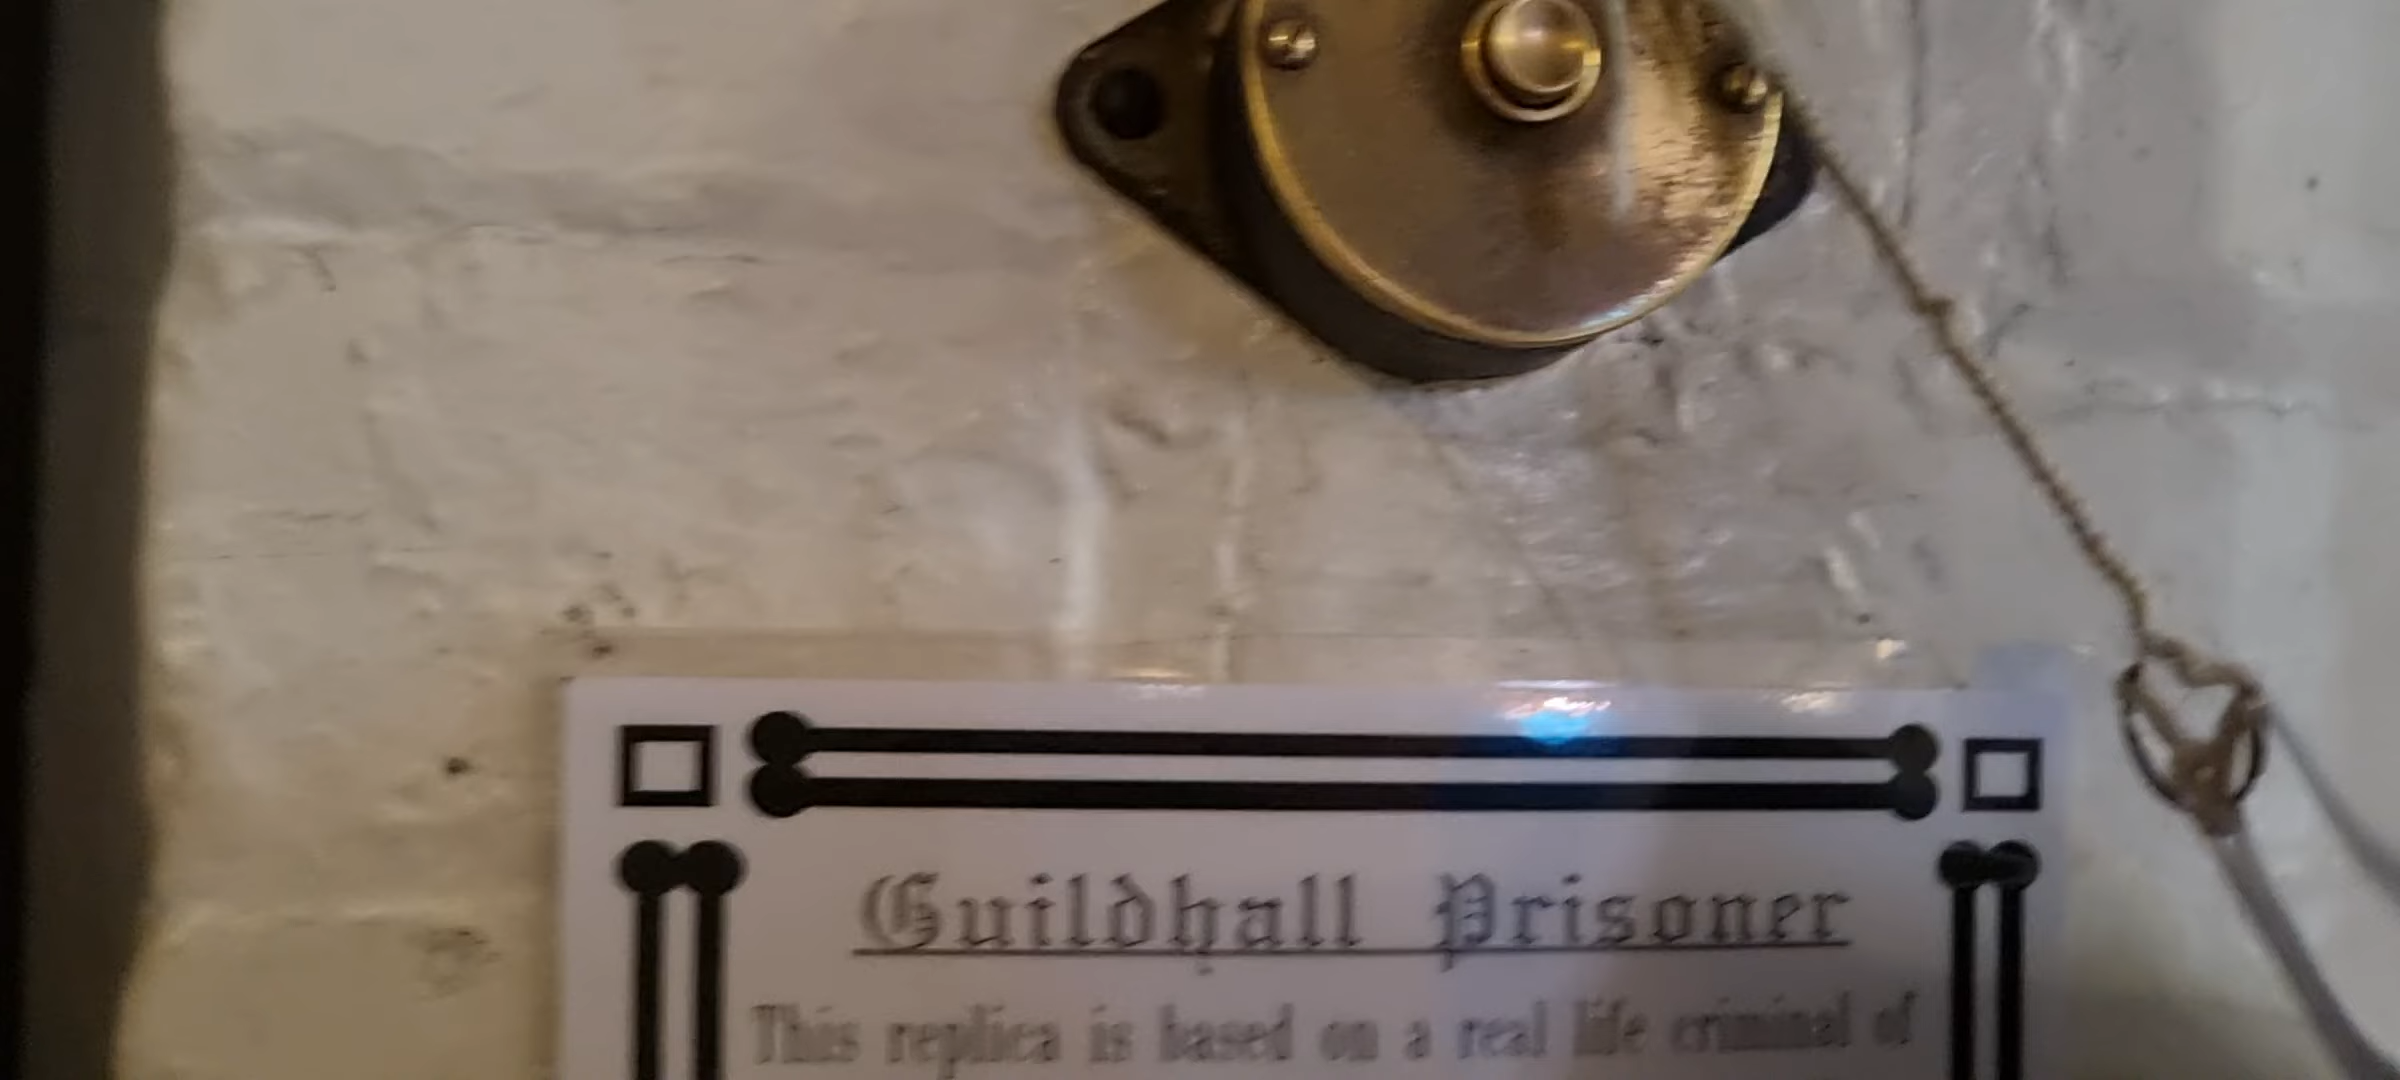 Guildhall Prisoner
This replica is based on a real life criminal of